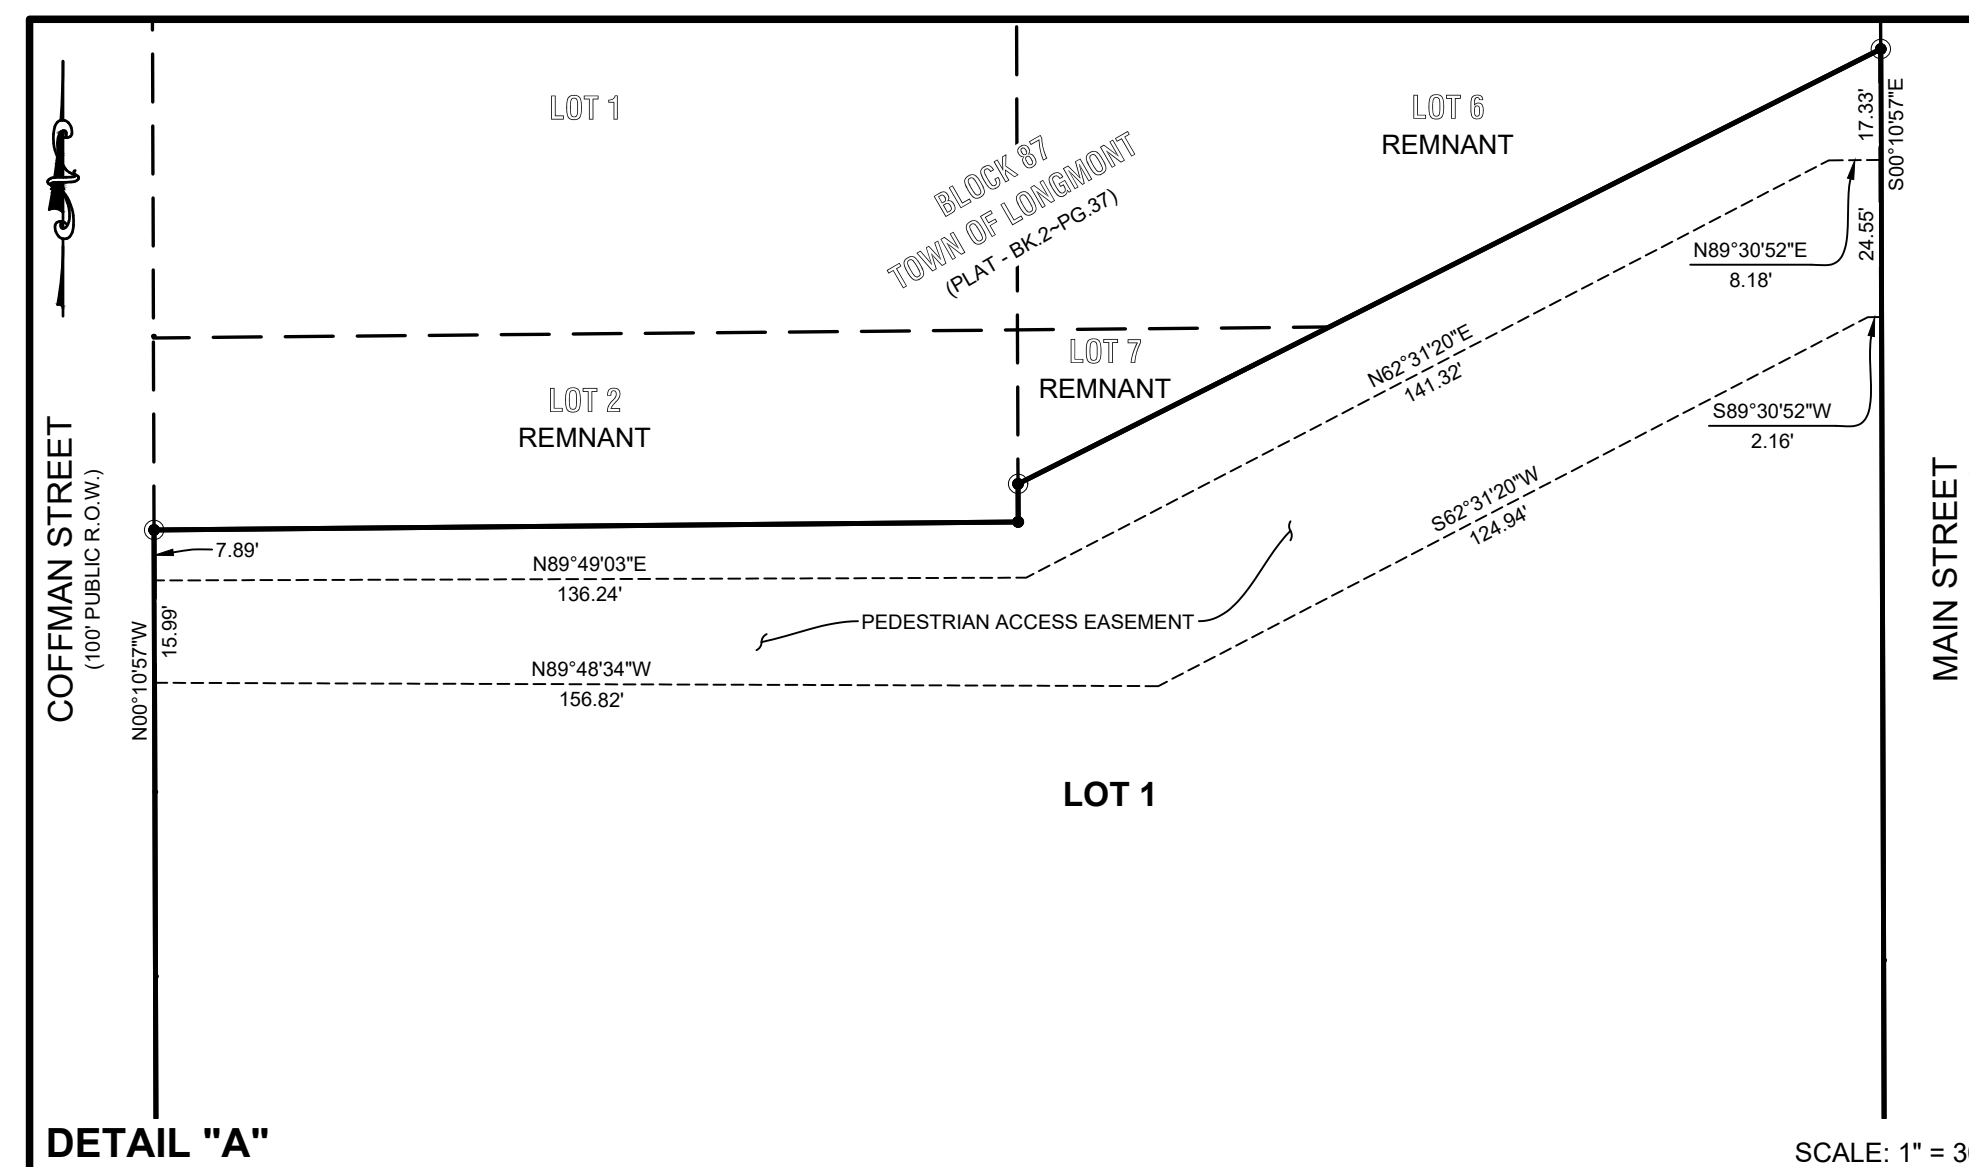 LOT 1
LOT 6
REMNANT
BLOCK 87
TOWN OF LONGMONT
(PLAT - BK.2~PG.37)
17.33'
S00°10'57"E
24.55'
N89°30'52"E
8.18'
LOT 7
REMNANT
LOT 2
REMNANT
N62°31'20"E
141.32'
S89°30'52"W
2.16'
COFFMAN STREET
(100' PUBLIC R.O.W.)
MAIN STREET
S62°31'20"W
124.94'
7.89'
N89°49'03"E
136.24'
N00°10'57"W
15.99'
PEDESTRIAN ACCESS EASEMENT
N89°48'34"W
156.82'
LOT 1
DETAIL "A"
SCALE: 1" =